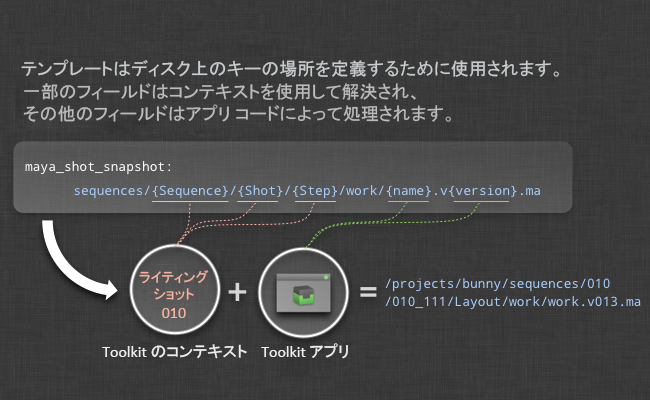 テンプレートはディスク上のキーの場所を定義するために使用されます。
一部のフィールドはコンテキストを使用して解決され、
その他のフィールドはアプリ コードによって処理されます。
maya_shot_snapshot:
sequences/{Sequence}/{Shot}/{Step}/work/{name}.v{version}.ma
ライティング
ショット
010
+
=
/projects/bunny/sequences/010
/010_111/Layout/work/work.v013.ma
Toolkit のコンテキスト
Toolkit アプリ